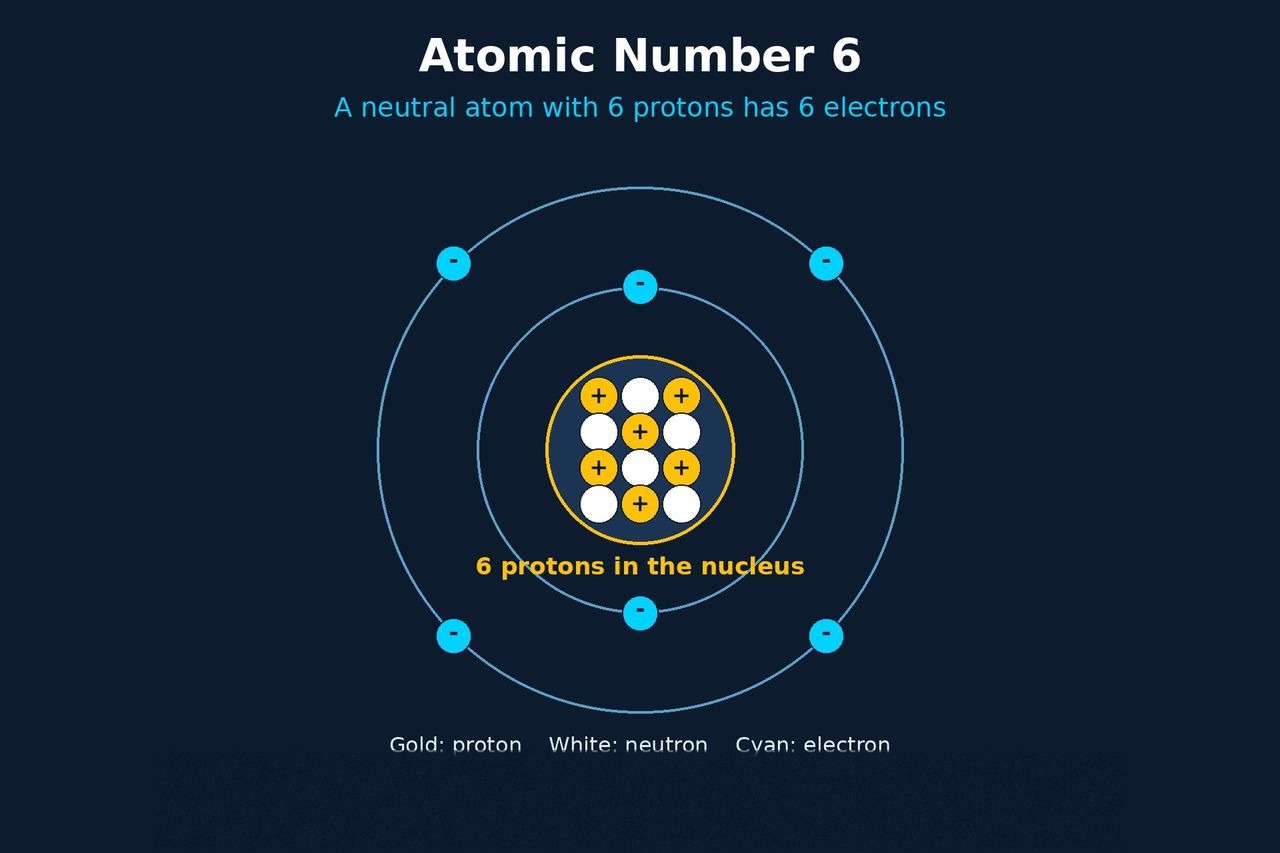 Atomic Number 6
A neutral atom with 6 protons has 6 electrons
-
-
-
+ +
+
+ +
+
6 protons in the nucleus
-
-
-
Gold: proton White: neutron Cyan: electron